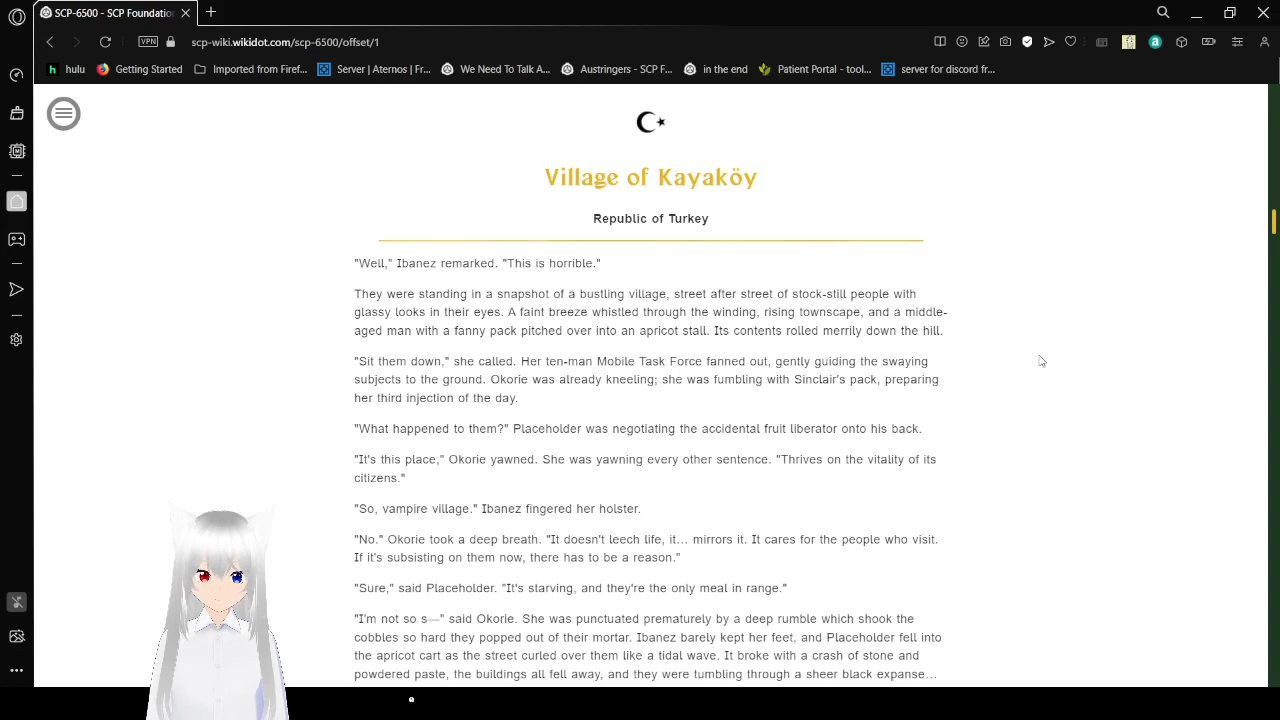 SCP-6500 - SCP Foundatio
VPN scp-wiki.wikidot.com/scp-6500/offset/1
hulu Getting Started Imported from Firef... Server | Aternos | Fr... We Need To Talk A... Austringers - SCP F... in the end Patient Portal - tool... server for discord fr...
Village of Kayaköy
Republic of Turkey
"Well," Ibanez remarked. "This is horrible."
They were standing in a snapshot of a bustling village, street after street of stock-still people with
glassy looks in their eyes. A faint breeze whistled through the winding, rising townscape, and a middle-
aged man with a fanny pack pitched over into an apricot stall. Its contents rolled merrily down the hill.
"Sit them down," she called. Her ten-man Mobile Task Force fanned out, gently guiding the swaying
subjects to the ground. Okorie was already kneeling; she was fumbling with Sinclair's pack, preparing
her third injection of the day.
"What happened to them?" Placeholder was negotiating the accidental fruit liberator onto his back.
"It's this place," Okorie yawned. She was yawning every other sentence. "Thrives on the vitality of its
citizens."
"So, vampire village." Ibanez fingered her holster.
"No." Okorie took a deep breath. "It doesn't leech life, it... mirrors it. It cares for the people who visit.
If it's subsisting on them now, there has to be a reason."
"Sure," said Placeholder. "It's starving, and they're the only meal in range."
"I'm not so s—" said Okorie. She was punctuated prematurely by a deep rumble which shook the
cobbles so hard they popped out of their mortar. Ibanez barely kept her feet, and Placeholder fell into
the apricot cart as the street curled over them like a tidal wave. It broke with a crash of stone and
powdered paste, the buildings all fell away, and they were tumbling through a sheer black expanse...